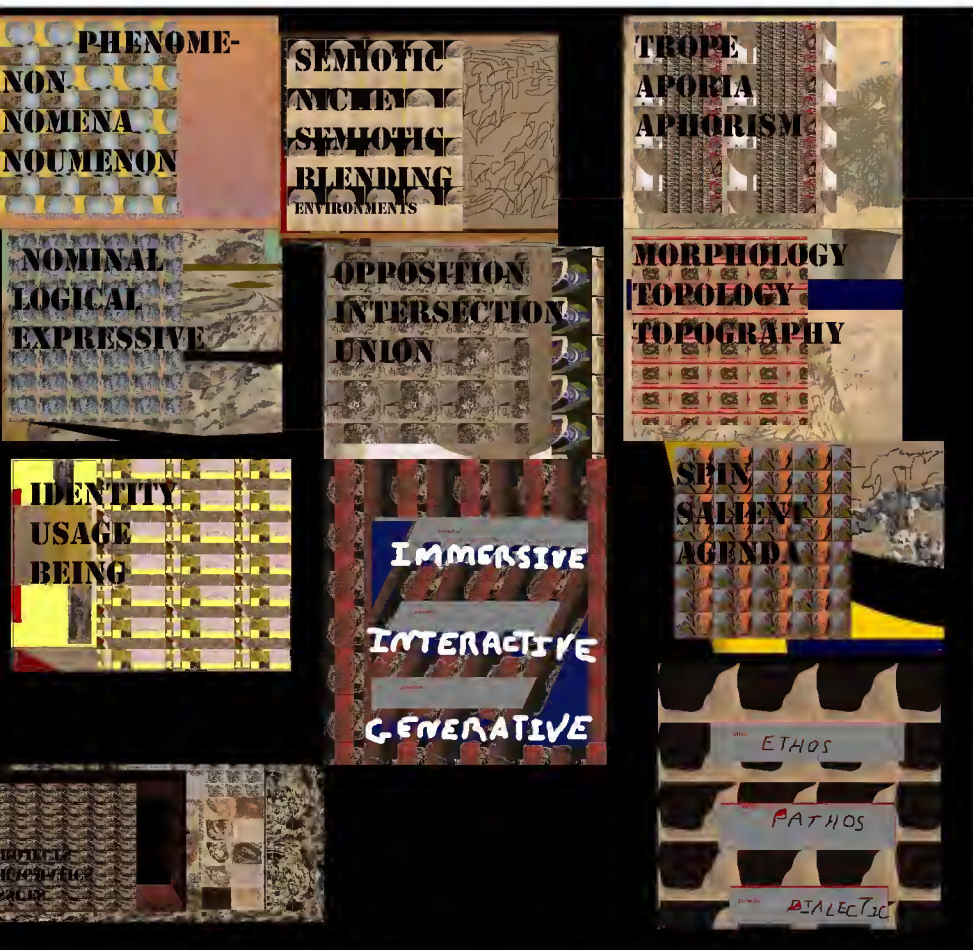 PHENOME-
NON
NOMENA
NOUMENON
SEMIOTIC
NICHE
SEMIOTIC
BLENDING
ENVIRONMENTS
TROPE
APORIA
APHORISM
NOMINAL
LOGICAL
EXPRESSIVE
OPPOSITION
INTERSECTION
UNION
MORPHOLOGY
TOPOLOGY
TOPOGRAPHY
IDENTITY
USAGE
BEING
IMMERSIVE
INTERACTIVE
GENERATIVE
SPIN
SALIENT
AGENDA
ETHOS
PATHOS
DIALECTIC